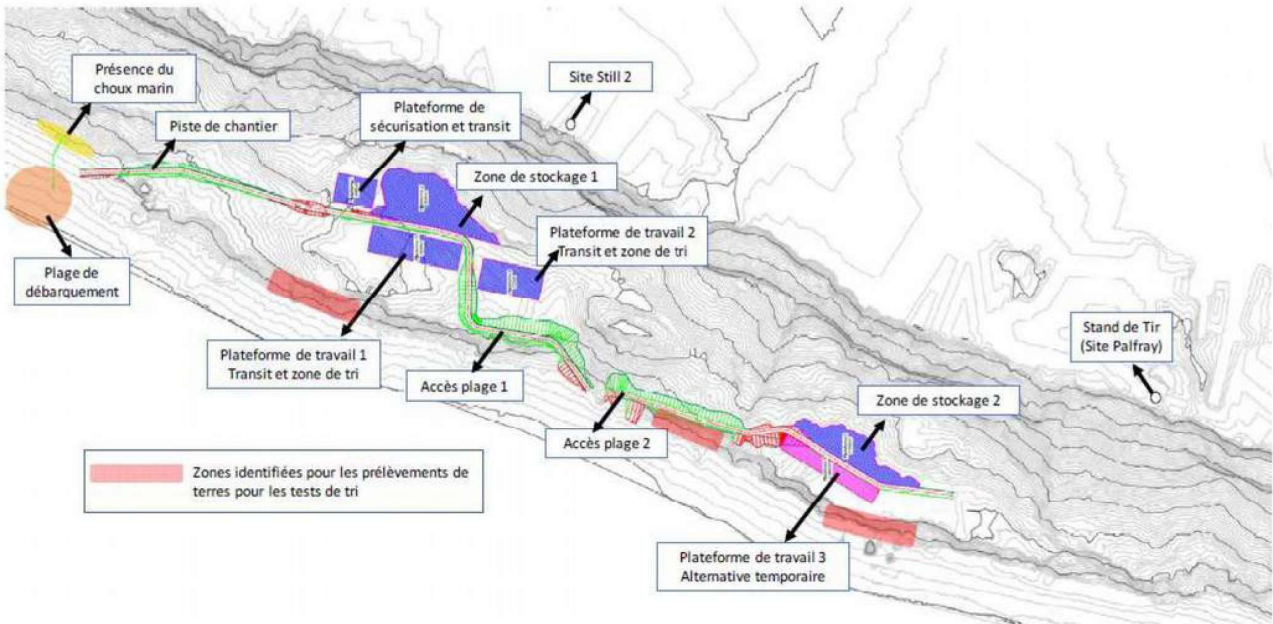 Présence du
choux marin
Piste de chantier
Plateforme de
sécurisation et transit
Site Still 2
Zone de stockage 1
Plateforme de travail 2
Transit et zone de tri
Plage de
débarquement
Plateforme de travail 1
Transit et zone de tri
Accès plage 1
Stand de Tir
(Site Palfray)
Zone de stockage 2
Accès plage 2
Zones identifiées pour les prélèvements de
terres pour les tests de tri
Plateforme de travail 3
Alternative temporaire